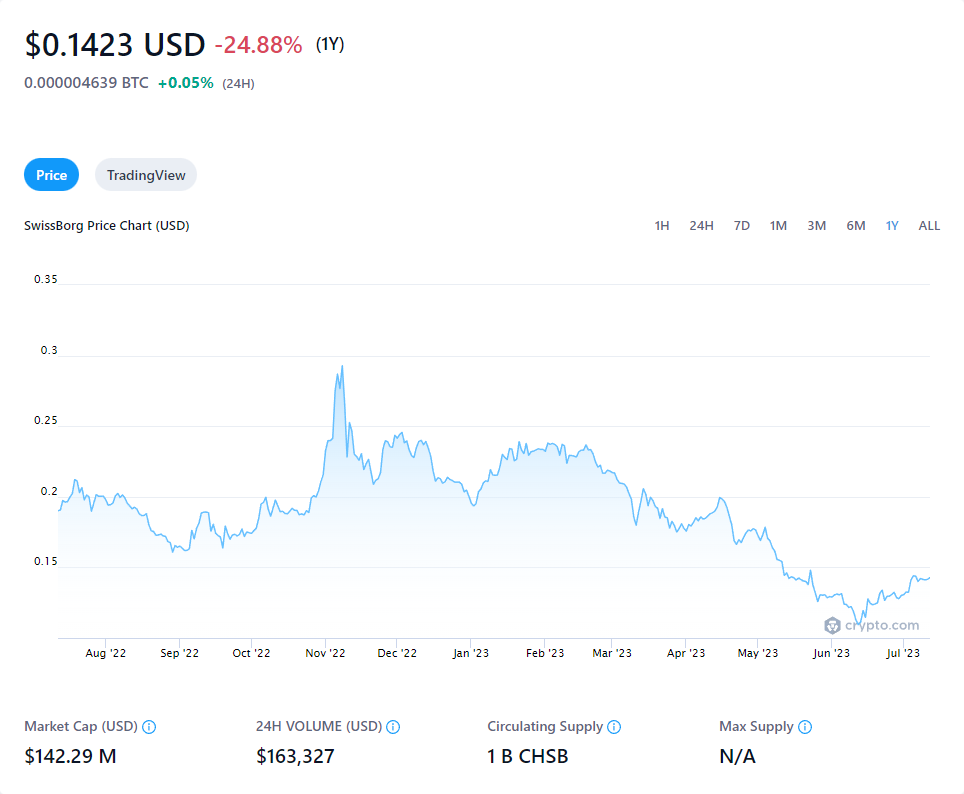 $0.1423 USD -24.88% (1Y)
0.000004639 BTC +0.05% (24H)
Price TradingView
SwissBorg Price Chart (USD) 1H 24H 7D 1M 3M 6M 1Y ALL
0.35
0.3
0.25
0.2
0.15
crypto.com
Aug '22 Sep '22 Oct '22 Nov '22 Dec '22 Jan '23 Feb '23 Mar '23 Apr '23 May '23 Jun '23 Jul '23
Market Cap (USD) 24H VOLUME (USD) Circulating Supply Max Supply
$142.29 M $163,327 1 B CHSB N/A